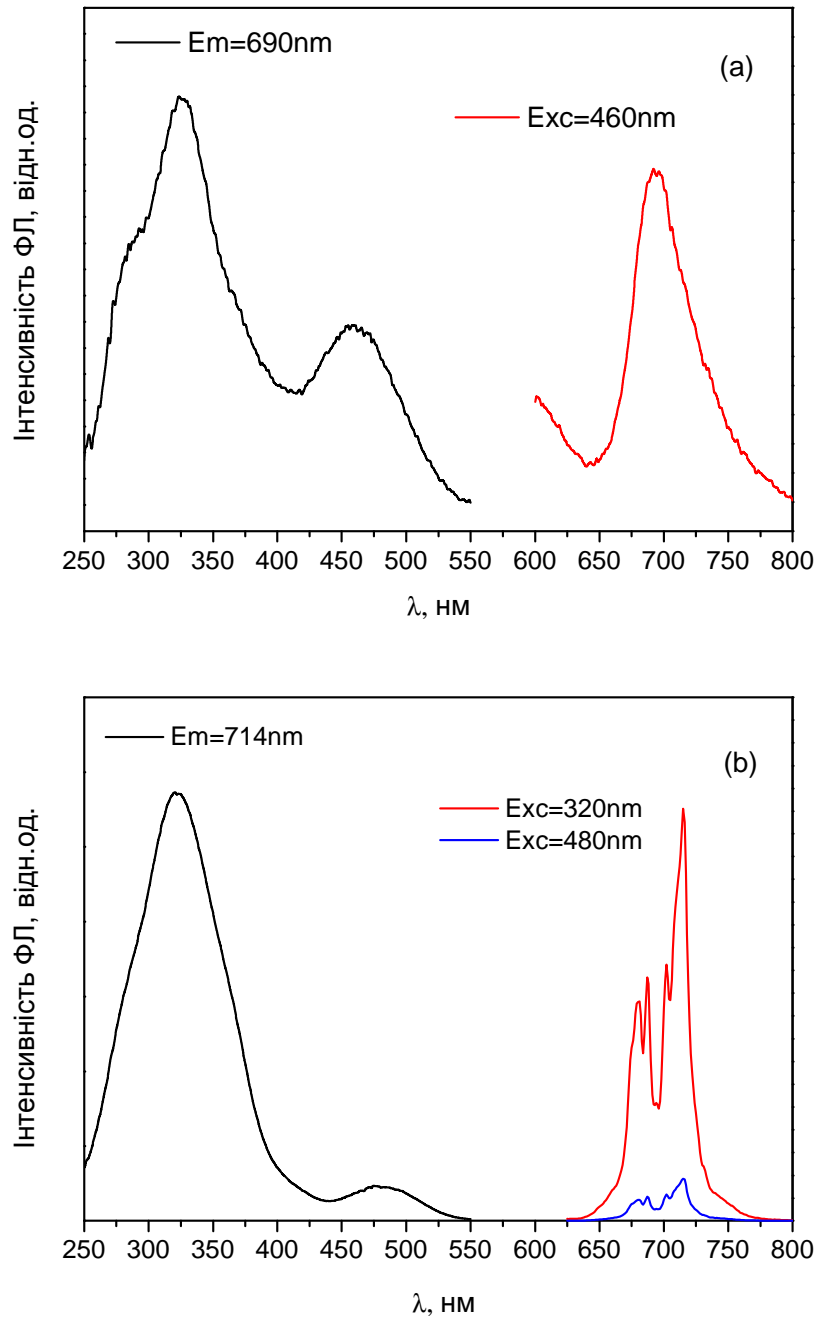 Em=690nm
(a)
Exc=460nm
Інтенсивність ФЛ, відн.од.
250 300 350 400 450 500 550 600 650 700 750 800
λ, нм
Em=714nm
(b)
Exc=320nm
Exc=480nm
Інтенсивність ФЛ, відн.од.
250 300 350 400 450 500 550 600 650 700 750 800
λ, нм